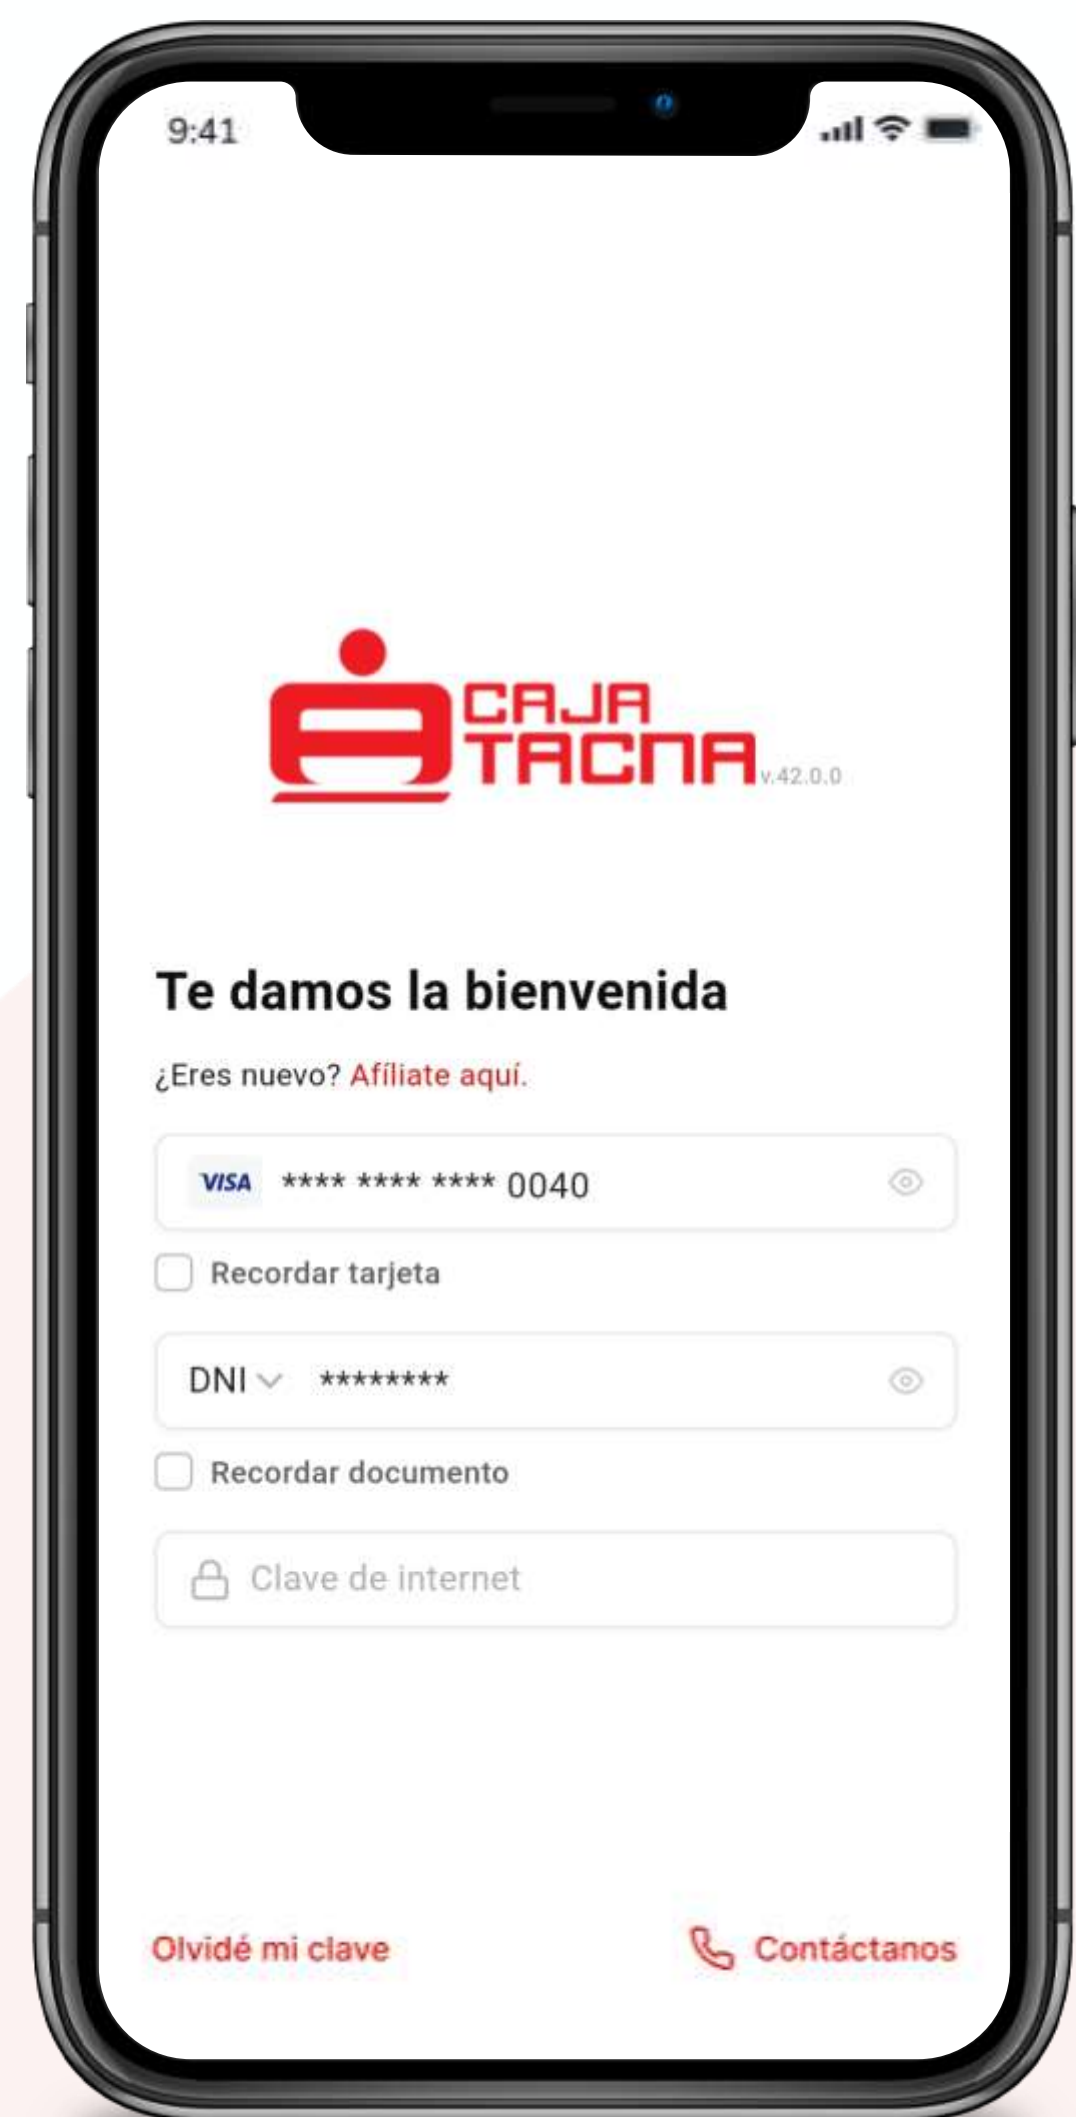 9:41
CAJA
TACNA
v.42.0.0
Te damos la bienvenida
¿Eres nuevo? Afíliate aquí.
VISA **** **** **** 0040
Recordar tarjeta
DNI ********
Recordar documento
Clave de internet
Olvidé mi clave
Contáctanos